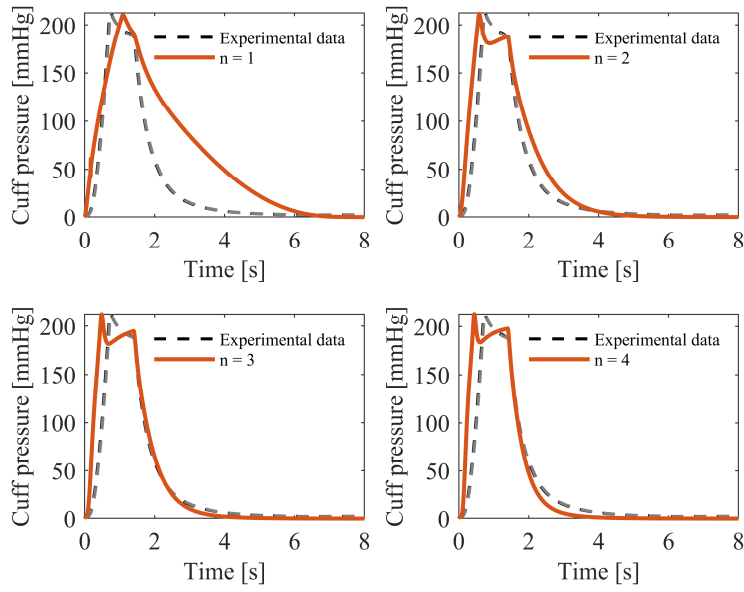 Cuff pressure [mmHg]
200
150
100
50
0
Experimental data
n = 1
0 2 4 6 8
Time [s]
Cuff pressure [mmHg]
200
150
100
50
0
Experimental data
n = 2
0 2 4 6 8
Time [s]
Cuff pressure [mmHg]
200
150
100
50
0
Experimental data
n = 3
0 2 4 6 8
Time [s]
Cuff pressure [mmHg]
200
150
100
50
0
Experimental data
n = 4
0 2 4 6 8
Time [s]